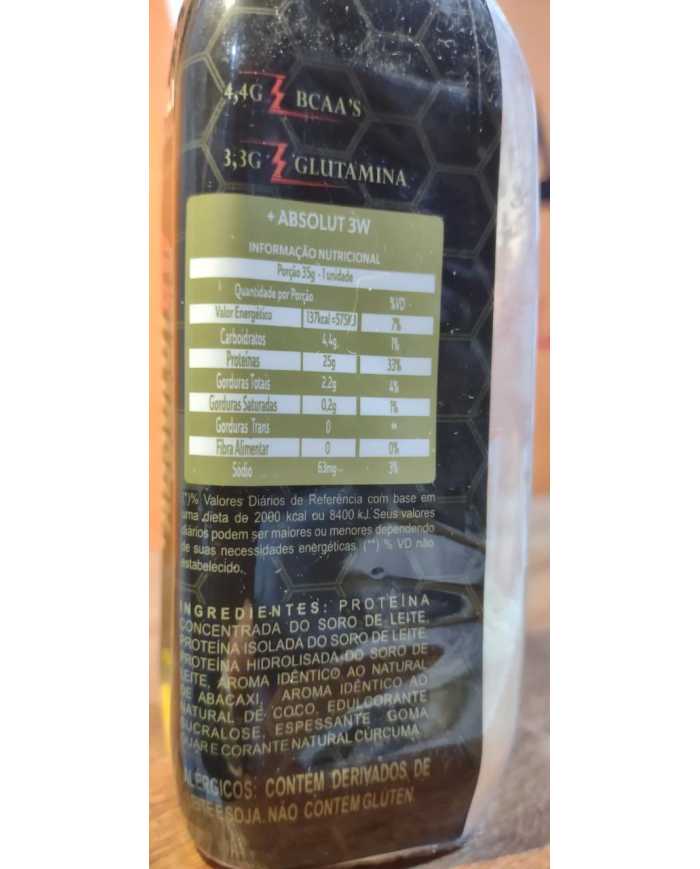 4,4G BCAA'S
3,3G GLUTAMINA
+ ABSOLUT 3W
INFORMAÇÃO NUTRICIONAL
Porção 35g - 1 unidade
Quantidade por Porção %VD
Valor Energético 137kcal =575KJ 7%
Carboidratos 4,4g. 1%
Proteínas 25g 33%
Gorduras Totais 2,2g 4%
Gorduras Saturadas 0,2g 1%
Gorduras Trans 0 **
Fibra Alimentar 0 0%
Sódio 63mg 3%
(*)% Valores Diários de Referência com base em
uma dieta de 2000 kcal ou 8400 kJ. Seus valores
diários podem ser maiores ou menores dependendo
de suas necessidades energéticas. (**) % VD não
estabelecido.
INGREDIENTES: PROTEÍNA
CONCENTRADA DO SORO DE LEITE,
PROTEÍNA ISOLADA DO SORO DE LEITE
PROTEÍNA HIDROLISADA DO SORO DE
LEITE, AROMA IDÊNTICO AO NATURAL
DE ABACAXI, AROMA IDÊNTICO AO
NATURAL DE COCO, EDULCORANTE
SUCRALOSE, ESPESSANTE GOMA
GUAR E CORANTE NATURAL CÚRCUMA
ALÉRGICOS: CONTÉM DERIVADOS DE
LEITE E SOJA. NÃO CONTEM GLÚTEN